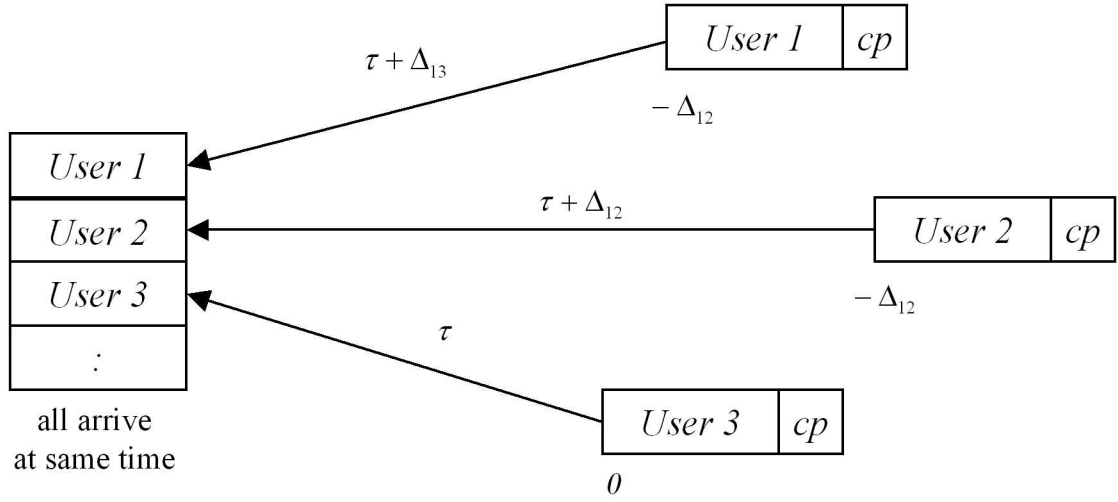 User 1 cp
τ + Δ13
− Δ12
User 1
τ + Δ12
User 2
User 2 cp
User 3
− Δ12
τ
:
User 3 cp
all arrive
at same time
0